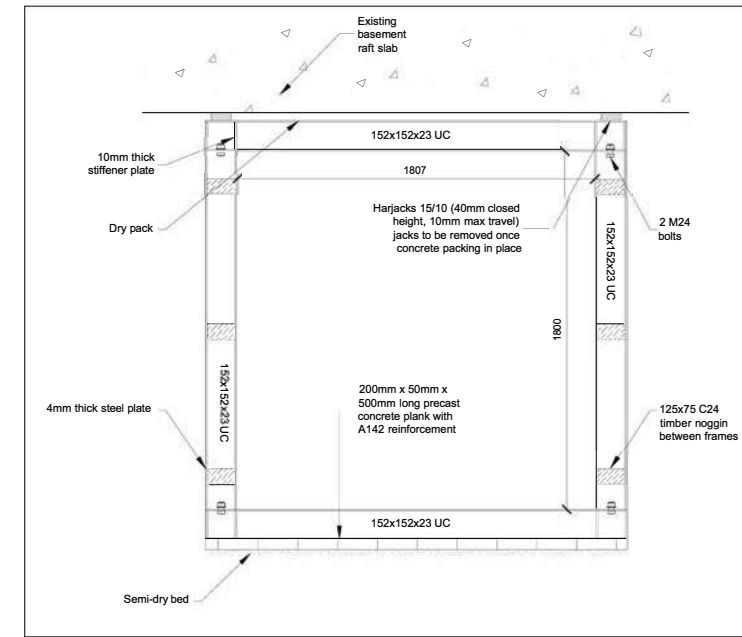 Existing
basement
raft slab
152x152x23 UC
10mm thick
stiffener plate
1807
Dry pack
Harjacks 15/10 (40mm closed
height, 10mm max travel)
jacks to be removed once
concrete packing in place
2 M24
bolts
152x152x23 UC
1800
152x152x23 UC
200mm x 50mm x
500mm long precast
concrete plank with
A142 reinforcement
4mm thick steel plate
125x75 C24
timber noggin
between frames
152x152x23 UC
Semi-dry bed